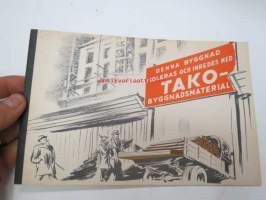 DENNA BYGGNAD
ISOLERAS OCH INREDES MED
TAKO-
BYGGNADSMATERIAL